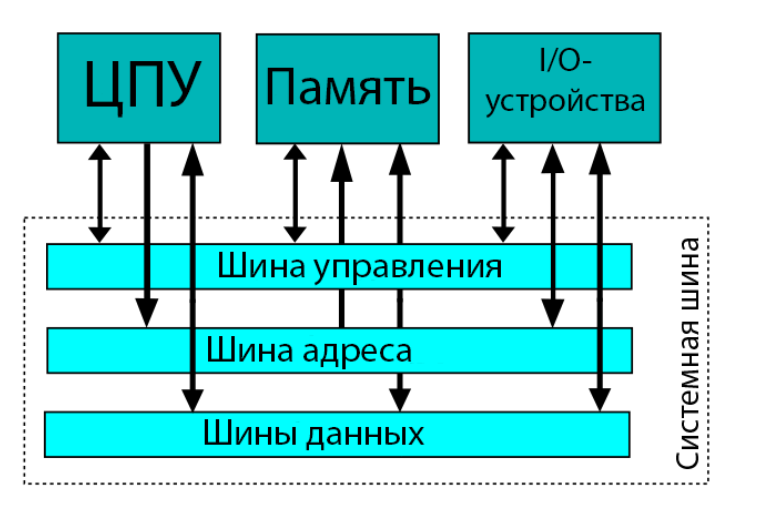 ЦПУ
Память
I/O-
устройства
Шина управления
Шина адреса
Шины данных
Системная шина